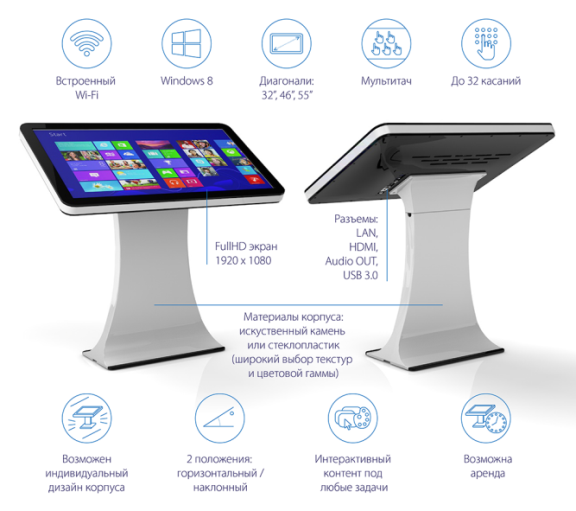 Встроенный
Wi-Fi
Windows 8
Диагонали:
32”, 46”, 55”
Мультитач
До 32 касаний
Start
FullHD экран
1920 x 1080
Разъемы:
LAN,
HDMI,
Audio OUT,
USB 3.0
Материалы корпуса:
искуственный камень
или стеклопластик
(широкий выбор текстур
и цветовой гаммы)
Возможен
индивидуальный
дизайн корпуса
2 положения:
горизонтальный /
наклонный
Интерактивный
контент под
любые задачи
Возможна
аренда